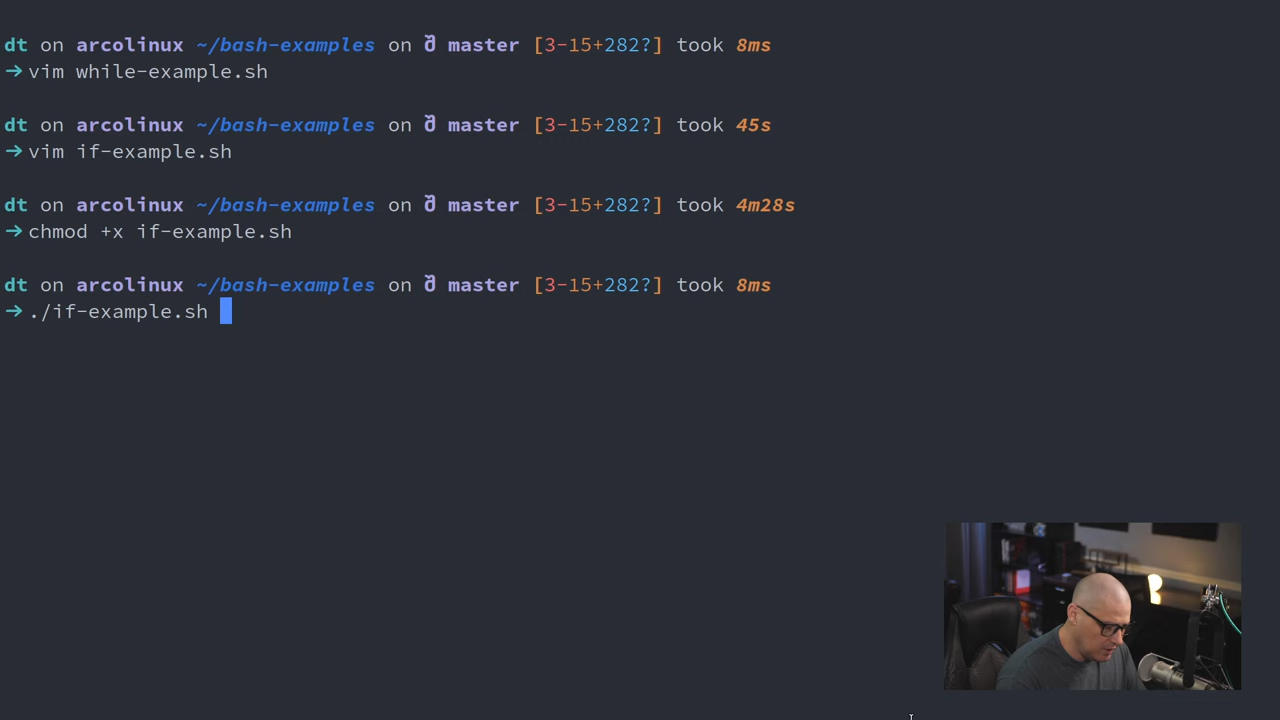 dt on arcolinux ~/bash-examples on master [3-15+282?] took 8ms
➜ vim while-example.sh
dt on arcolinux ~/bash-examples on master [3-15+282?] took 45s
➜ vim if-example.sh
dt on arcolinux ~/bash-examples on master [3-15+282?] took 4m28s
➜ chmod +x if-example.sh
dt on arcolinux ~/bash-examples on master [3-15+282?] took 8ms
➜ ./if-example.sh